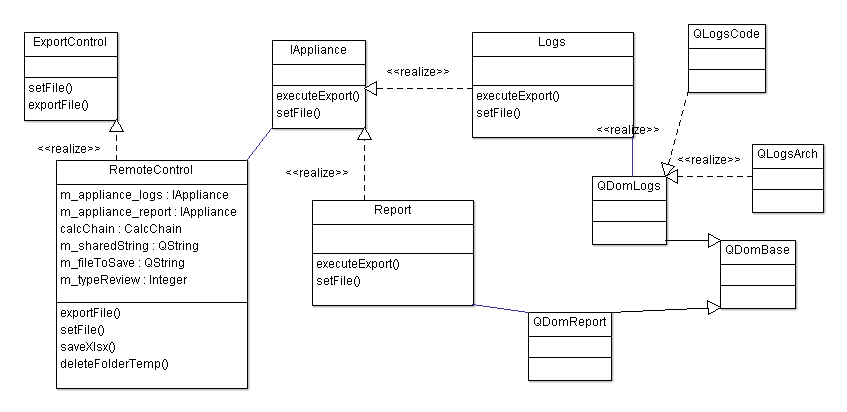 ExportControl
setFile()
exportFile()
<<realize>>
IAppliance
executeExport()
setFile()
<<realize>>
Logs
executeExport()
setFile()
<<realize>>
QLogsCode
<<realize>>
QLogsArch
QDomLogs
RemoteControl
m_appliance_logs : IAppliance
m_appliance_report : IAppliance
calcChain : CalcChain
m_sharedString : QString
m_fileToSave : QString
m_typeReview : Integer
exportFile()
setFile()
saveXlsx()
deleteFolderTemp()
<<realize>>
Report
executeExport()
setFile()
QDomBase
QDomReport